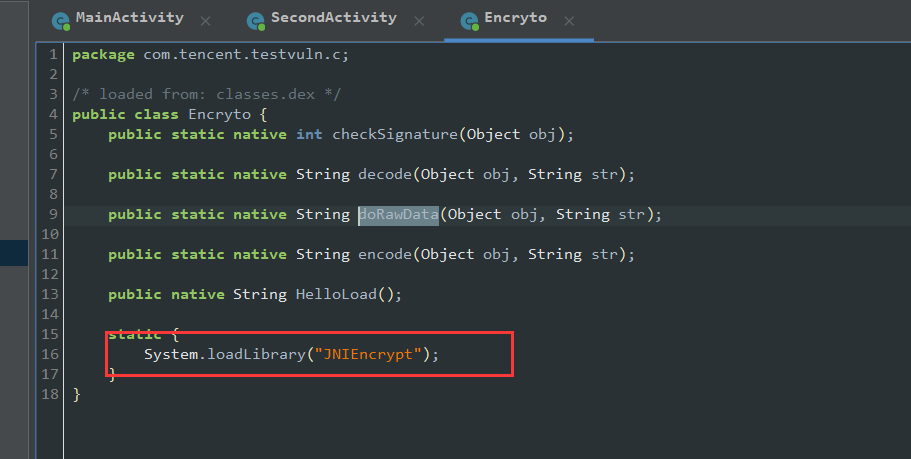 MainActivity × SecondActivity × Encryto ×
1 package com.tencent.testvuln.c;
2
3 /* loaded from: classes.dex */
4 public class Encryto {
5 public static native int checkSignature(Object obj);
6
7 public static native String decode(Object obj, String str);
8
9 public static native String doRawData(Object obj, String str);
10
11 public static native String encode(Object obj, String str);
12
13 public native String HelloLoad();
14
15 static {
16 System.loadLibrary("JNIEncrypt");
17 }
18 }